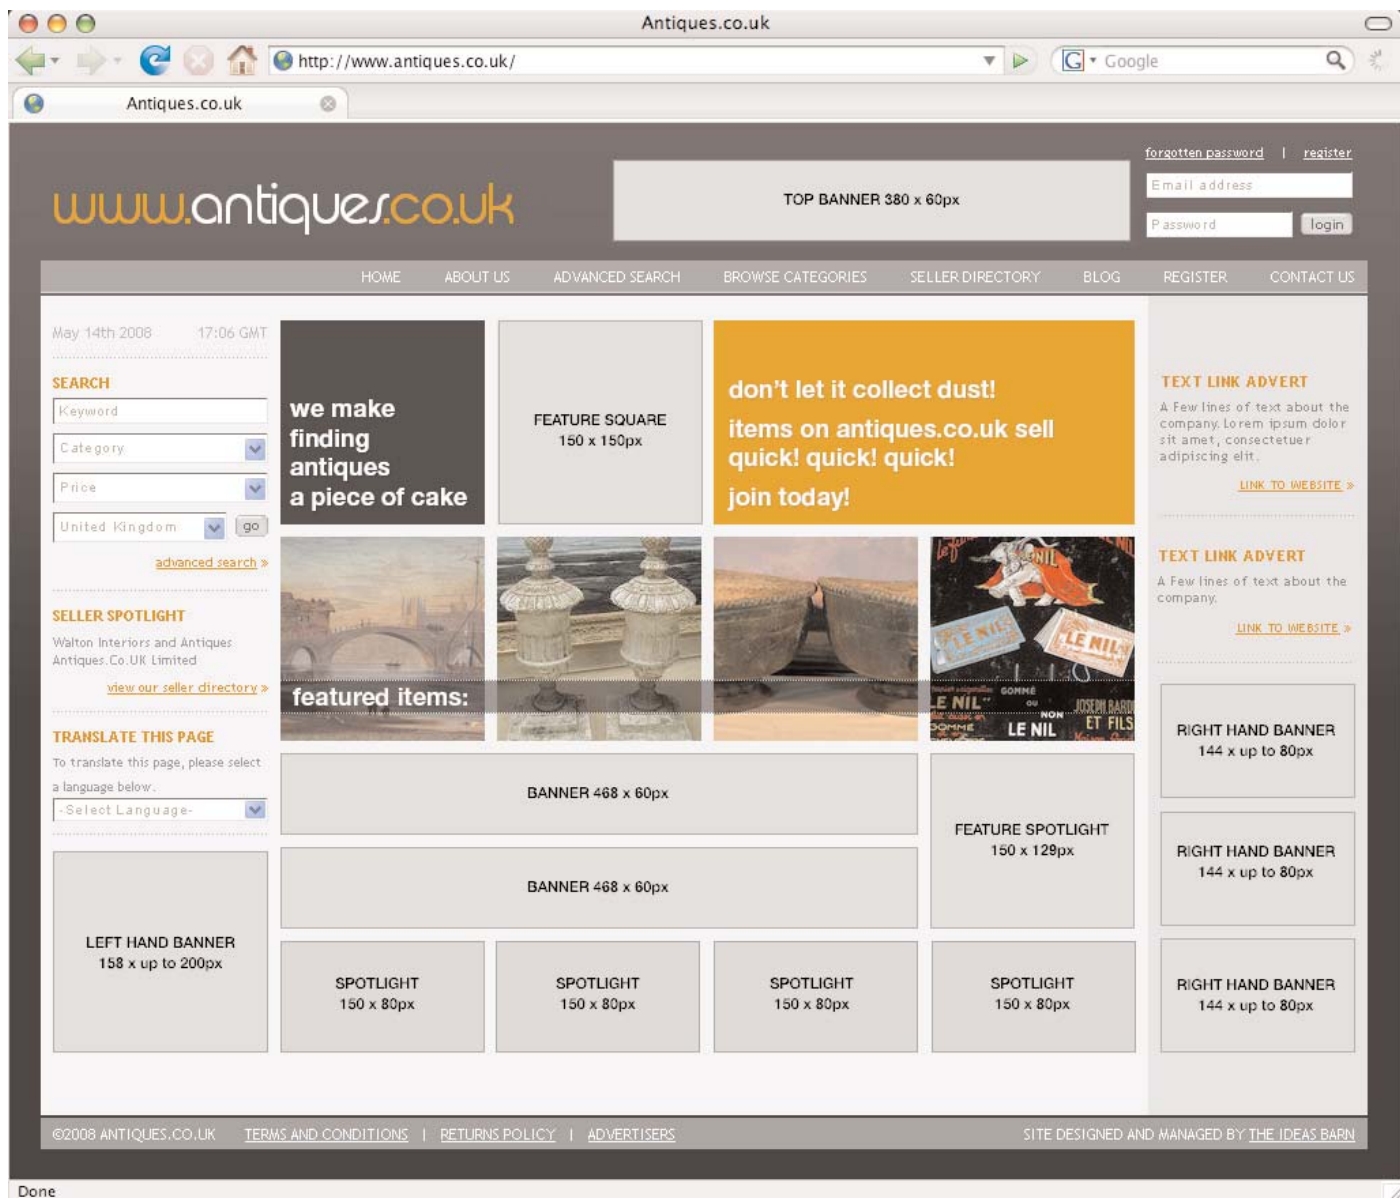 Antiques.co.uk
http://www.antiques.co.uk/
Google
Antiques.co.uk
forgotten password | register
Email address
Password login
www.antiques.co.uk
TOP BANNER 380 x 60px
HOME ABOUT US ADVANCED SEARCH BROWSE CATEGORIES SELLER DIRECTORY BLOG REGISTER CONTACT US
May 14th 2008 17:06 GMT
SEARCH
Keyword
Category
Price
United Kingdom go
advanced search »
SELLER SPOTLIGHT
Walton Interiors and Antiques
Antiques.Co.UK Limited
view our seller directory »
TRANSLATE THIS PAGE
To translate this page, please select
a language below.
-Select Language-
LEFT HAND BANNER
158 x up to 200px
we make
finding
antiques
a piece of cake
FEATURE SQUARE
150 x 150px
don't let it collect dust!
items on antiques.co.uk sell
quick! quick! quick!
join today!
featured items:
NIL
LE NIL
LE NIL
GOMMÉ
LE NIL
OU
NON
JOSEPH BARD
ET FILS
GOMMÉ
LE NIL
BANNER 468 x 60px
BANNER 468 x 60px
FEATURE SPOTLIGHT
150 x 129px
SPOTLIGHT
150 x 80px
SPOTLIGHT
150 x 80px
SPOTLIGHT
150 x 80px
SPOTLIGHT
150 x 80px
TEXT LINK ADVERT
A Few lines of text about the
company. Lorem ipsum dolor
sit amet, consectetuer
adipiscing elit.
LINK TO WEBSITE »
TEXT LINK ADVERT
A Few lines of text about the
company.
LINK TO WEBSITE »
RIGHT HAND BANNER
144 x up to 80px
RIGHT HAND BANNER
144 x up to 80px
RIGHT HAND BANNER
144 x up to 80px
©2008 ANTIQUES.CO.UK TERMS AND CONDITIONS | RETURNS POLICY | ADVERTISERS
SITE DESIGNED AND MANAGED BY THE IDEAS BARN
Done